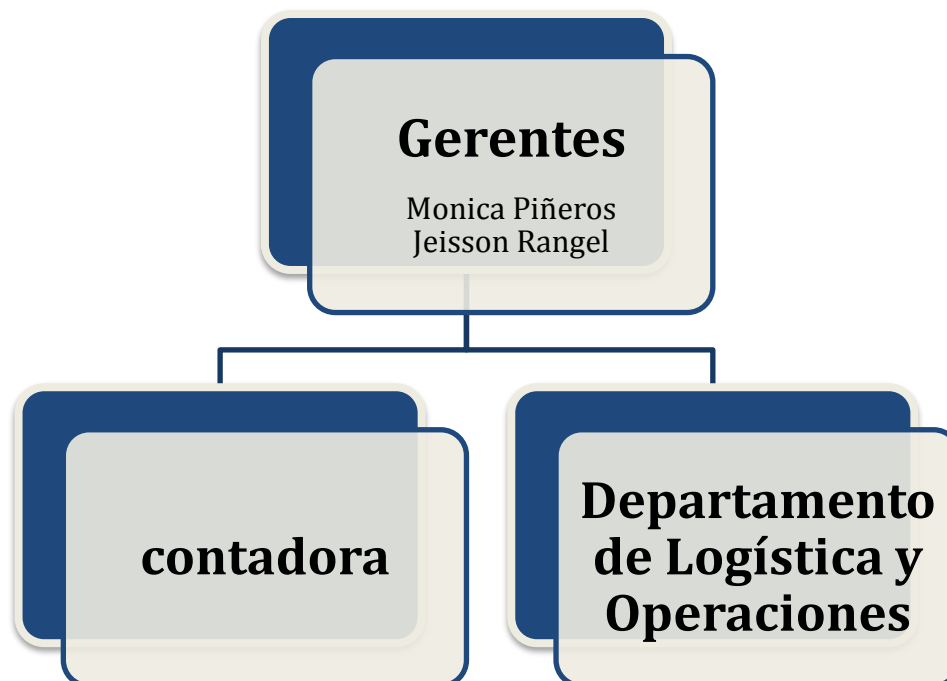 Gerentes
Monica Piñeros
Jeisson Rangel
contadora
Departamento
de Logística y
Operaciones